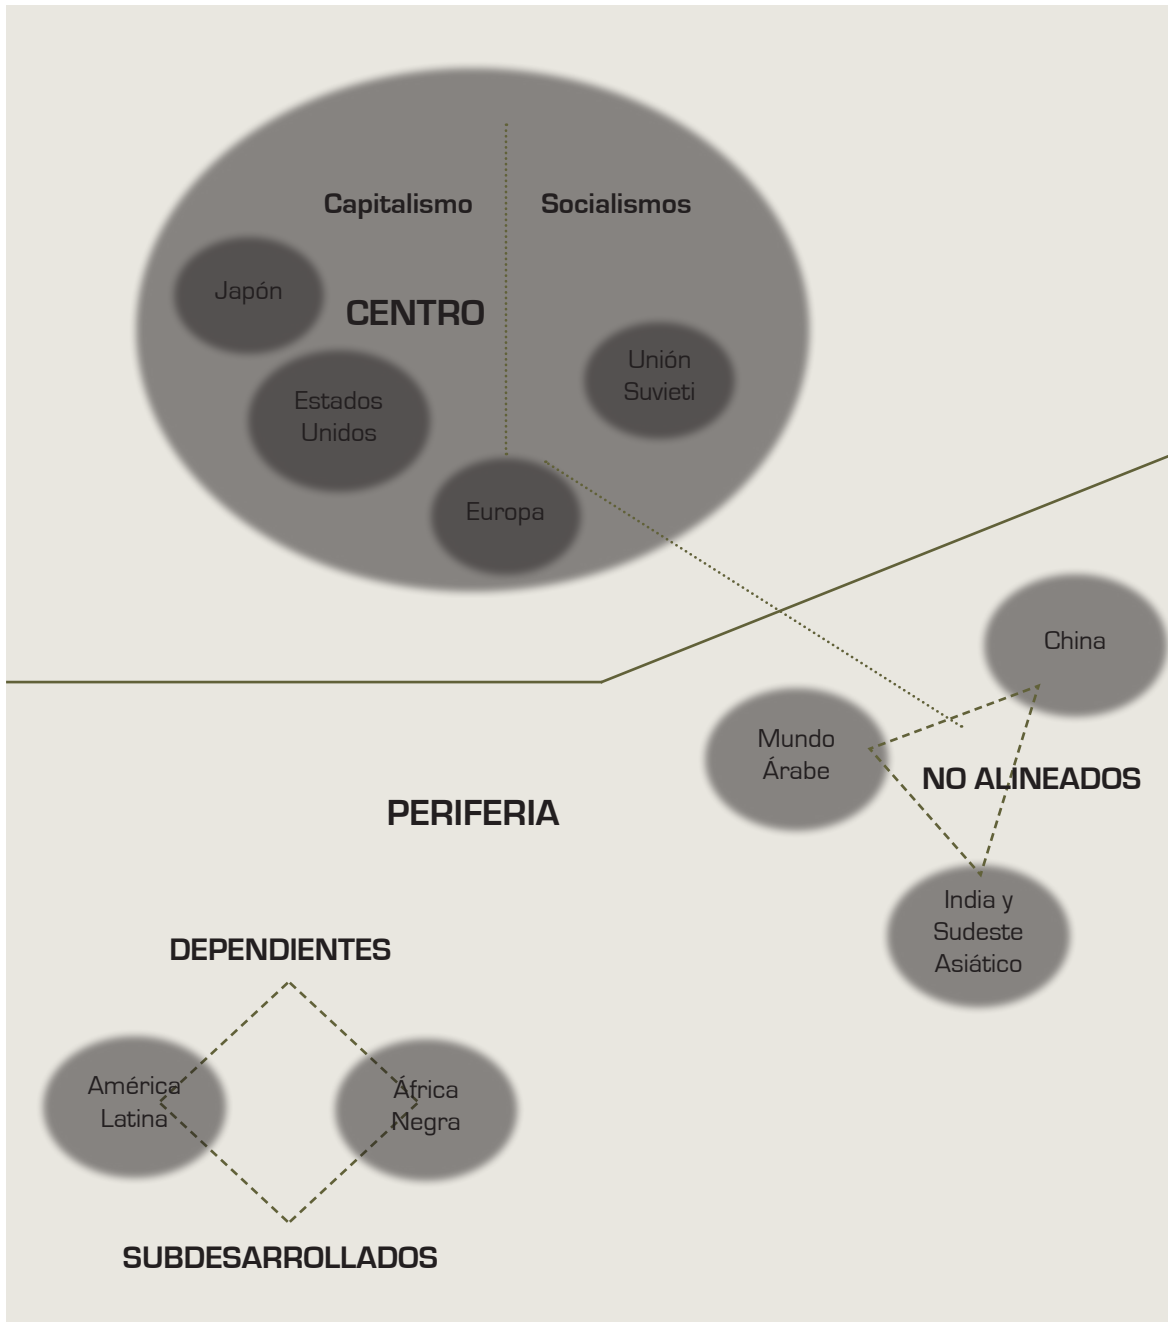 Capitalismo
Socialismos
Japón
CENTRO
Unión
Suvieti
Estados
Unidos
Europa
China
Mundo
Árabe
NO ALINEADOS
PERIFERIA
India y
Sudeste
Asiático
DEPENDIENTES
América
Latina
África
Negra
SUBDESARROLLADOS